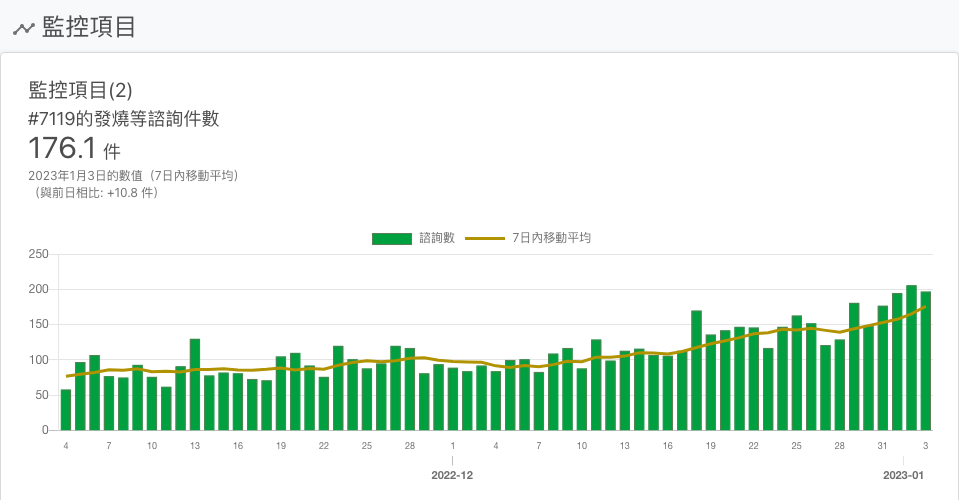 監控項目
監控項目(2)
#7119的發燒等諮詢件數
176.1 件
2023年1月3日的數值（7日內移動平均）
（與前日相比: +10.8 件）
諮詢數 7日內移動平均
250
200
150
100
50
0
4 7 10 13 16 19 22 25 28 1 4 7 10 13 16 19 22 25 28 31 3
2022-12 2023-01